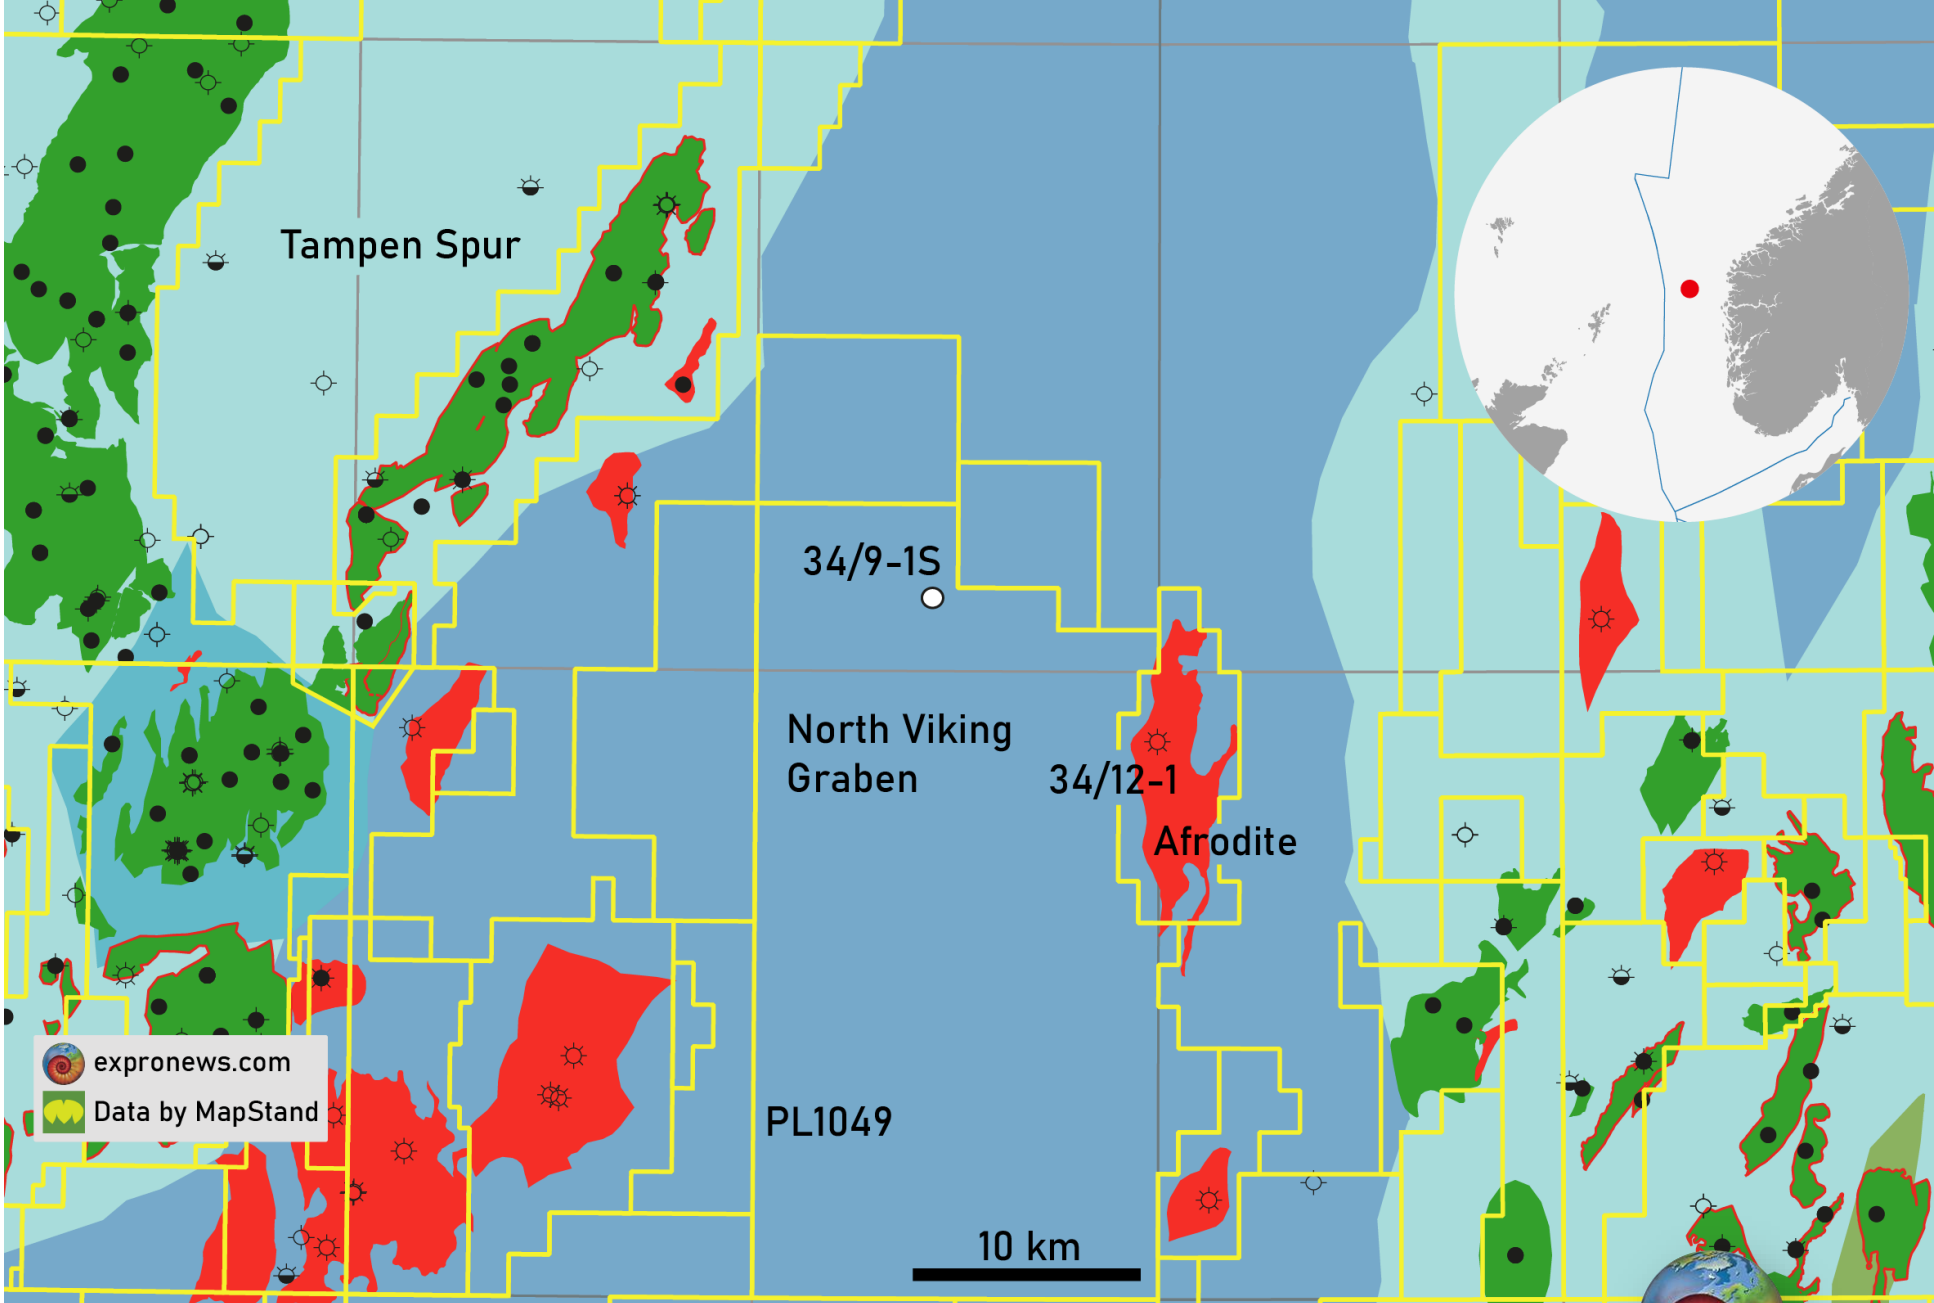 Tampen Spur
34/9-1S
North Viking
Graben
34/12-1
Afrodite
expronews.com
Data by MapStand
PL1049
10 km